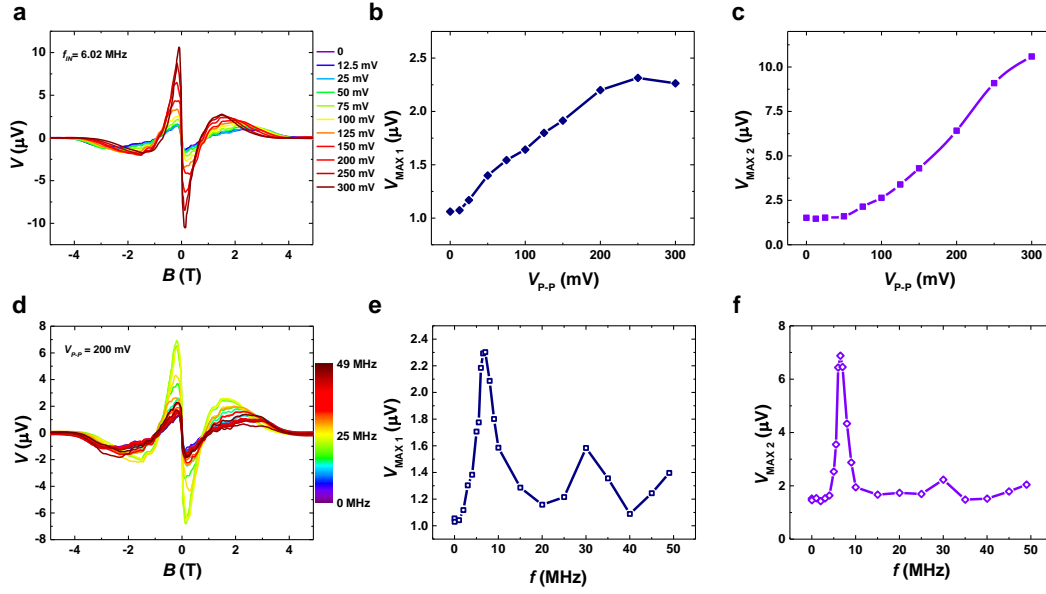 a
f_IN= 6.02 MHz
V (µV)
10
5
0
-5
-10
-4
-2
0
2
4
B (T)
0
12.5 mV
25 mV
50 mV
75 mV
100 mV
125 mV
150 mV
200 mV
250 mV
300 mV
b
V_MAX 1 (µV)
2.5
2.0
1.5
1.0
0
100
200
300
V_P-P (mV)
c
V_MAX 2 (µV)
10.0
7.5
5.0
2.5
0.0
0
100
200
300
V_P-P (mV)
d
V_P-P = 200 mV
V (µV)
8
6
4
2
0
-2
-4
-6
-8
-4
-2
0
2
4
B (T)
49 MHz
25 MHz
0 MHz
e
V_MAX 1 (µV)
2.4
2.2
2.0
1.8
1.6
1.4
1.2
1.0
0
10
20
30
40
50
f (MHz)
f
V_MAX 2 (µV)
8
6
4
2
0
0
10
20
30
40
50
f (MHz)